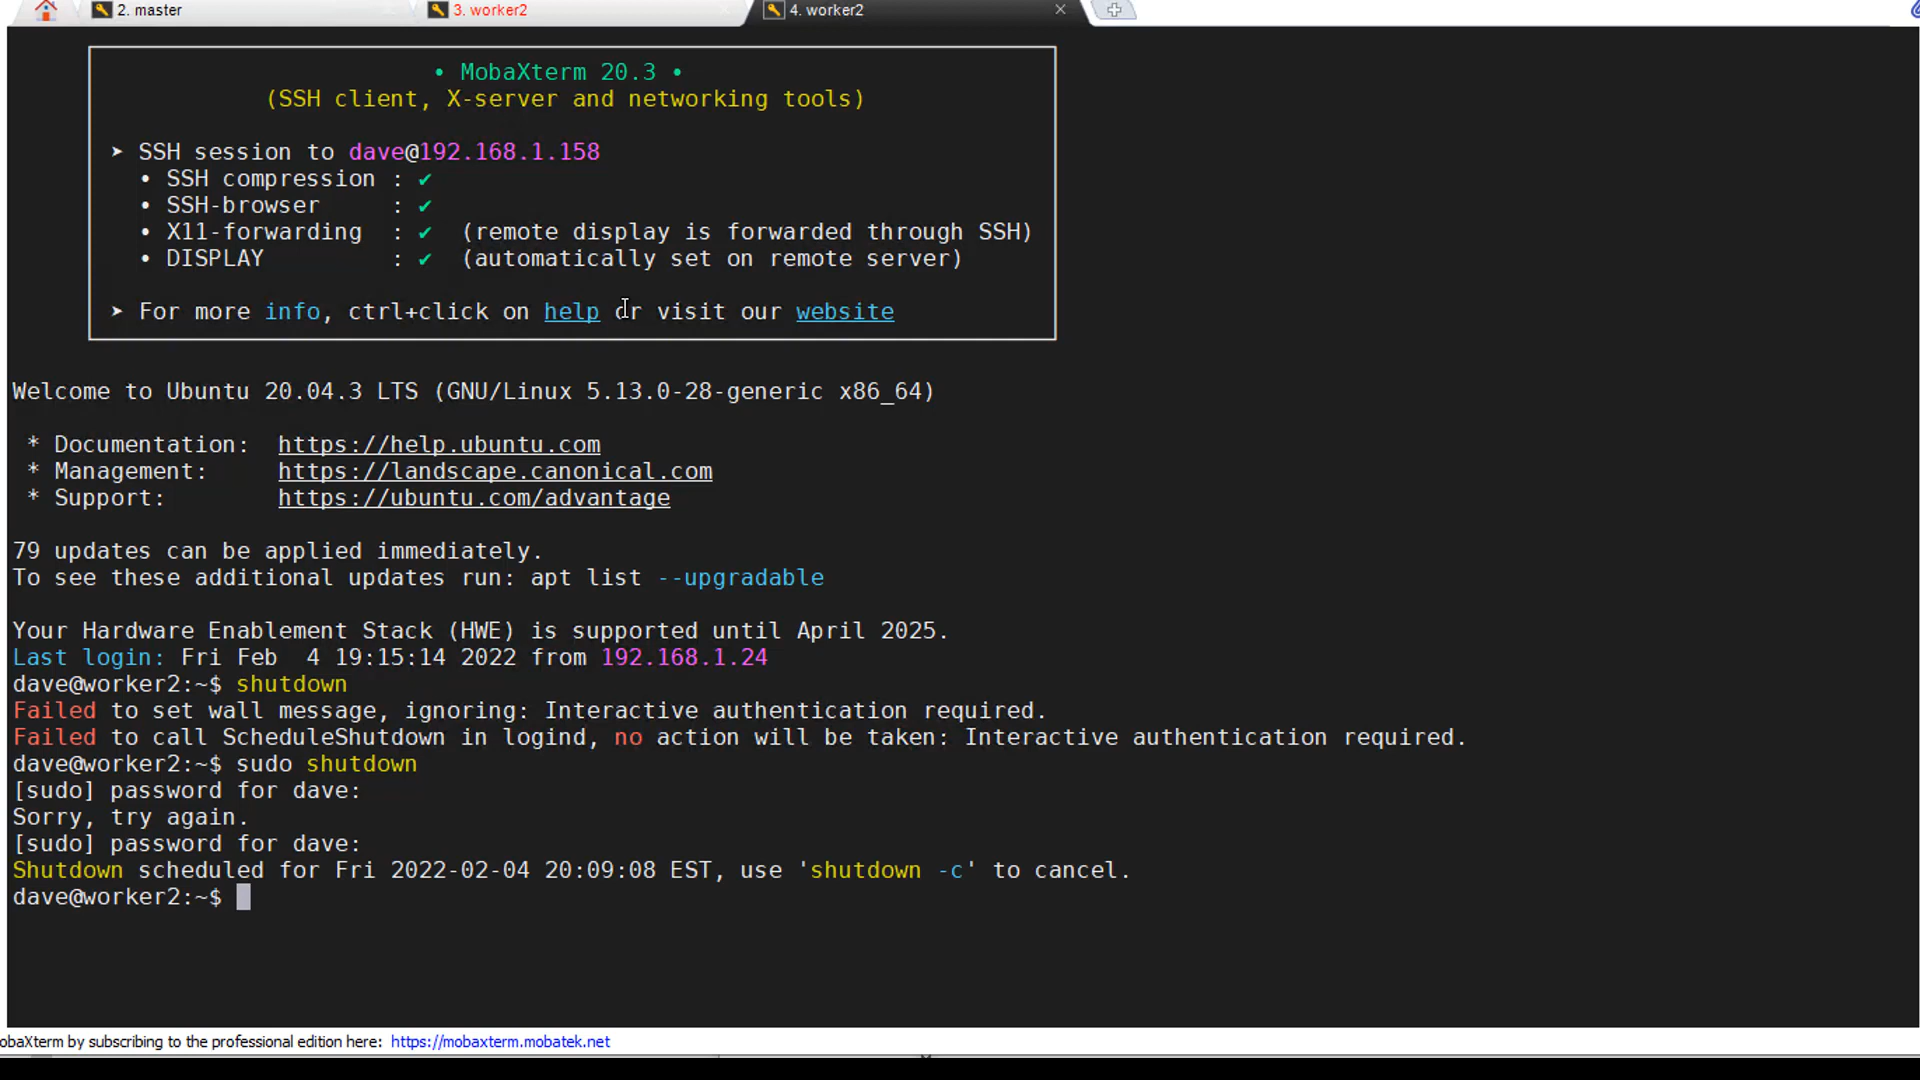 2. master
3. worker2
4. worker2
• MobaXterm 20.3 •
(SSH client, X-server and networking tools)
➤ SSH session to dave@192.168.1.158
• SSH compression : ✔
• SSH-browser : ✔
• X11-forwarding : ✔ (remote display is forwarded through SSH)
• DISPLAY : ✔ (automatically set on remote server)
➤ For more info, ctrl+click on help or visit our website
Welcome to Ubuntu 20.04.3 LTS (GNU/Linux 5.13.0-28-generic x86_64)
* Documentation: https://help.ubuntu.com
* Management: https://landscape.canonical.com
* Support: https://ubuntu.com/advantage
79 updates can be applied immediately.
To see these additional updates run: apt list --upgradable
Your Hardware Enablement Stack (HWE) is supported until April 2025.
Last login: Fri Feb 4 19:15:14 2022 from 192.168.1.24
dave@worker2:~$ shutdown
Failed to set wall message, ignoring: Interactive authentication required.
Failed to call ScheduleShutdown in logind, no action will be taken: Interactive authentication required.
dave@worker2:~$ sudo shutdown
[sudo] password for dave:
Sorry, try again.
[sudo] password for dave:
Shutdown scheduled for Fri 2022-02-04 20:09:08 EST, use 'shutdown -c' to cancel.
dave@worker2:~$
obaXterm by subscribing to the professional edition here: https://mobaxterm.mobatek.net